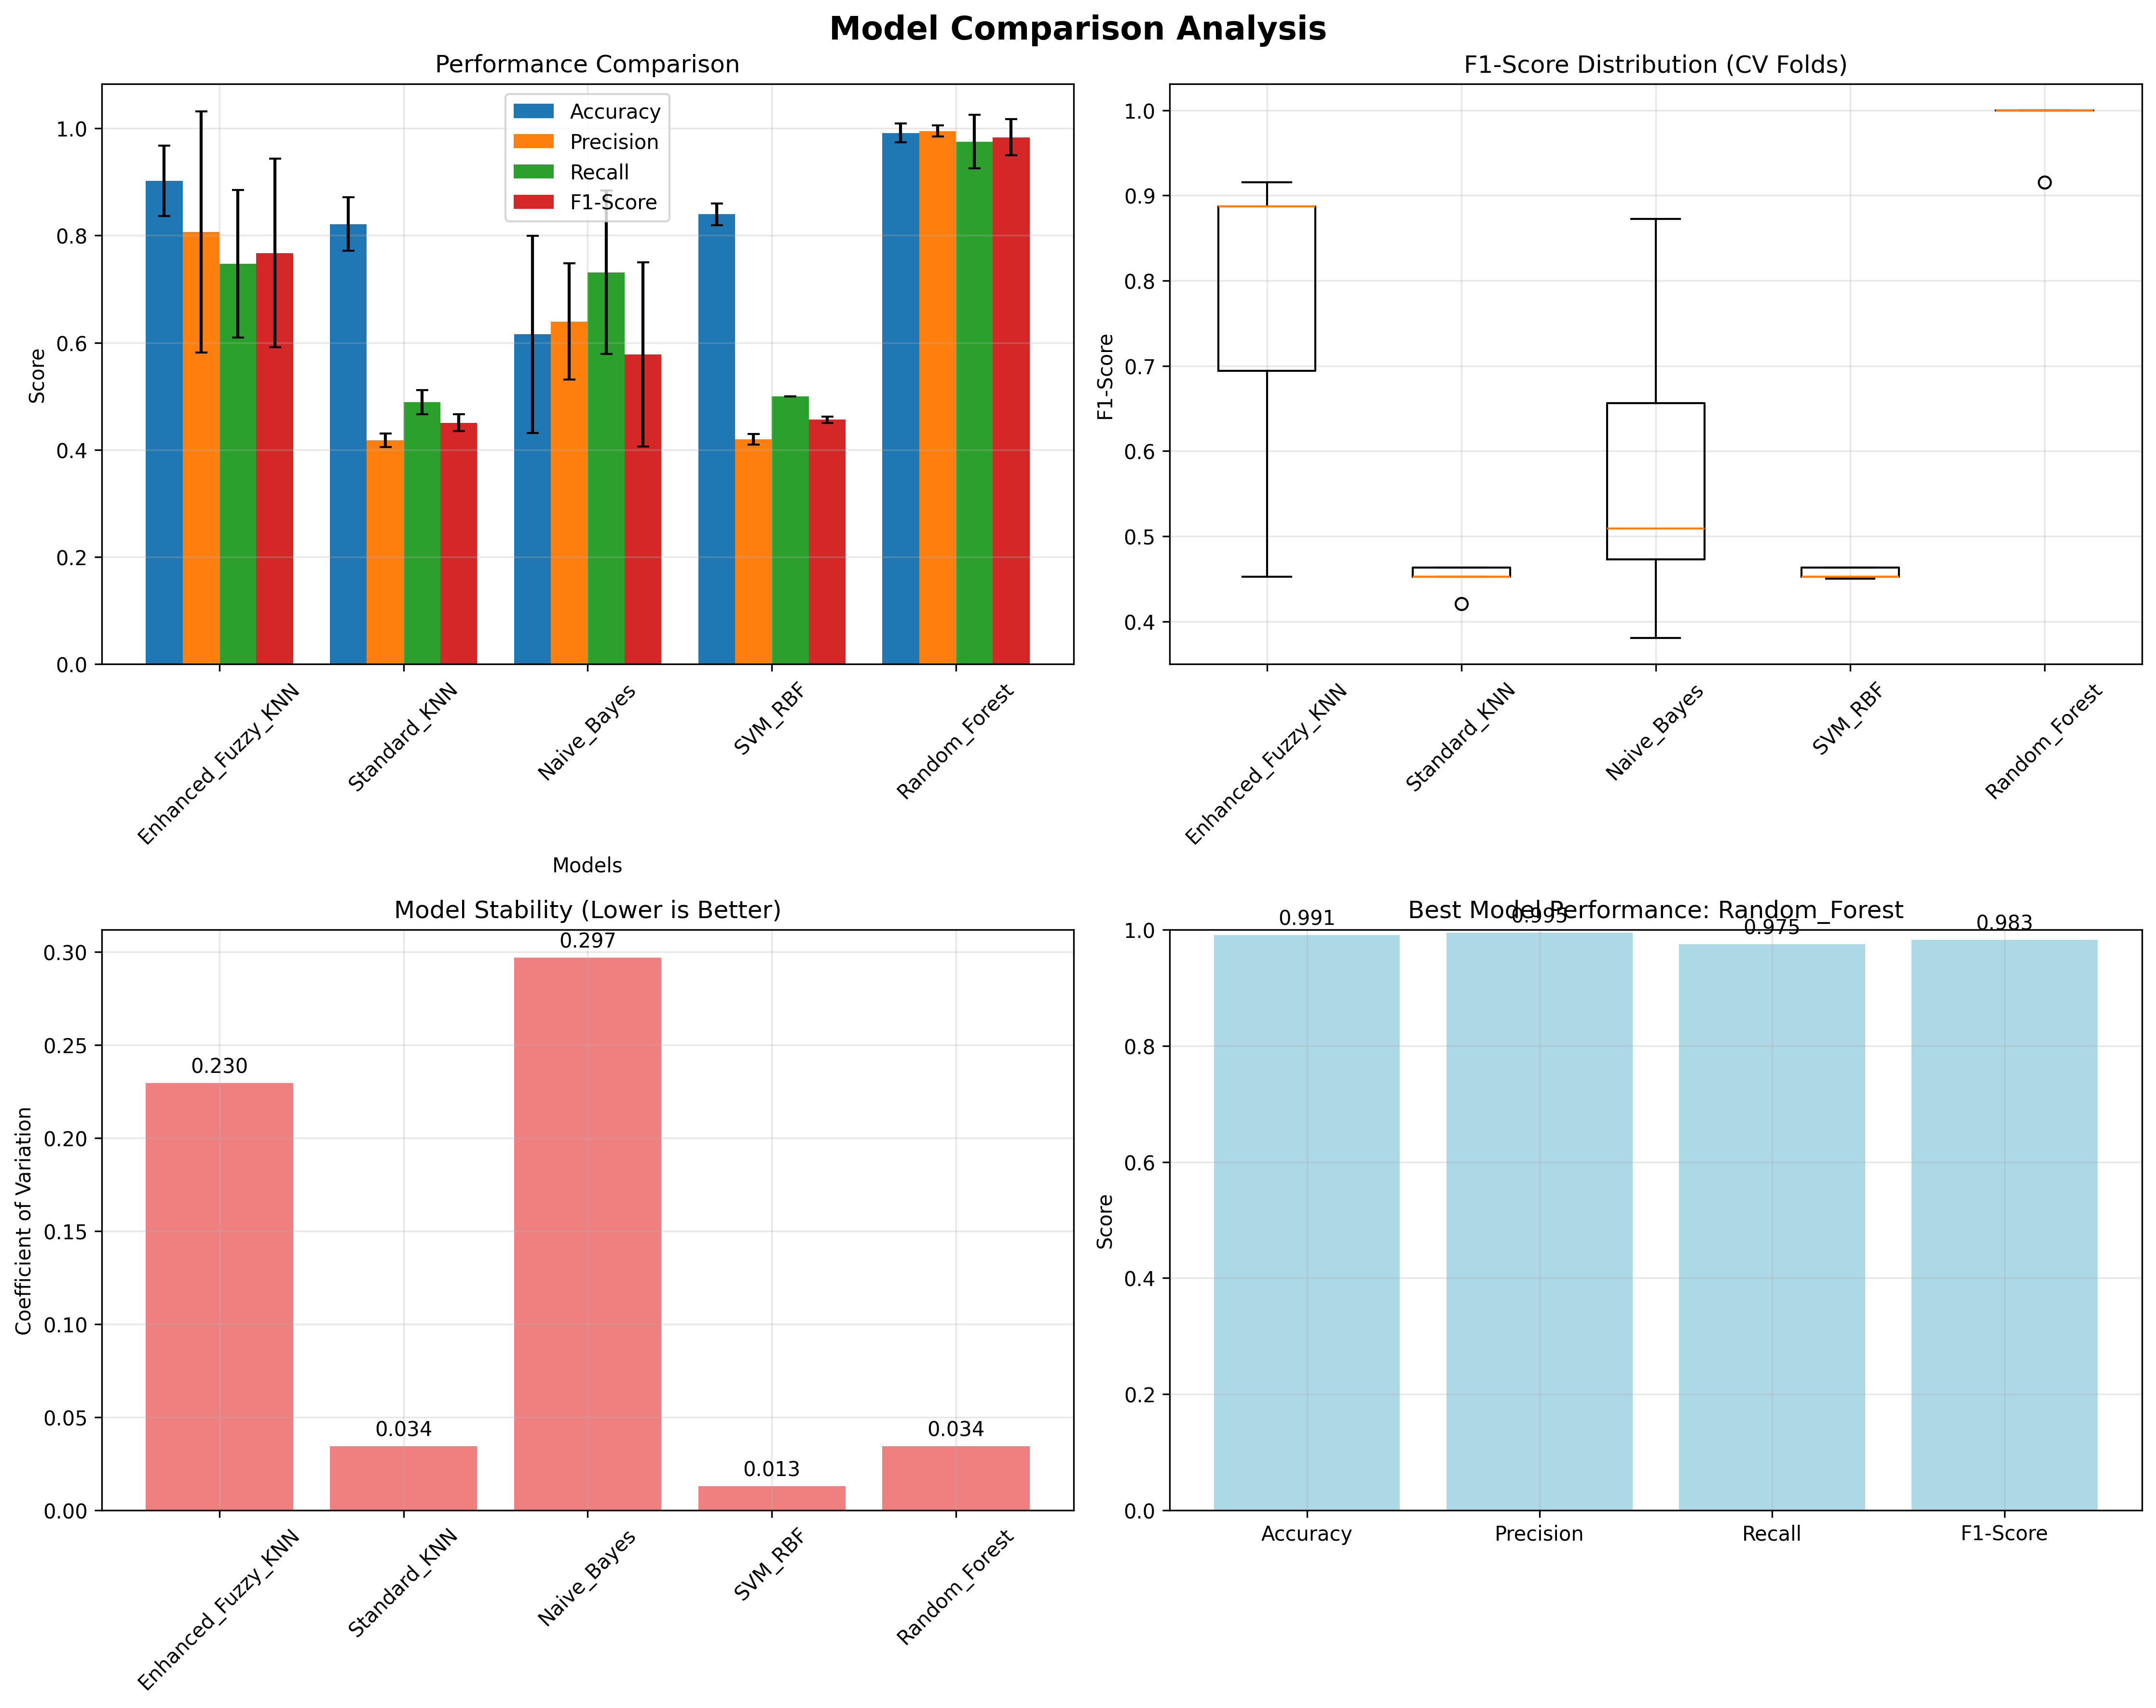 Model Comparison Analysis
Performance Comparison
Accuracy
Precision
Recall
F1-Score
Score
1.0
0.8
0.6
0.4
0.2
0.0
Enhanced_Fuzzy_KNN
Standard_KNN
Naive_Bayes
SVM_RBF
Random_Forest
Models
F1-Score Distribution (CV Folds)
F1-Score
1.0
0.9
0.8
0.7
0.6
0.5
0.4
Enhanced_Fuzzy_KNN
Standard_KNN
Naive_Bayes
SVM_RBF
Random_Forest
Model Stability (Lower is Better)
Coefficient of Variation
0.30
0.25
0.20
0.15
0.10
0.05
0.00
0.230
0.034
0.297
0.013
0.034
Enhanced_Fuzzy_KNN
Standard_KNN
Naive_Bayes
SVM_RBF
Random_Forest
Best Model Performance: Random_Forest
0.991
0.995
0.975
0.983
Score
1.0
0.8
0.6
0.4
0.2
0.0
Accuracy
Precision
Recall
F1-Score